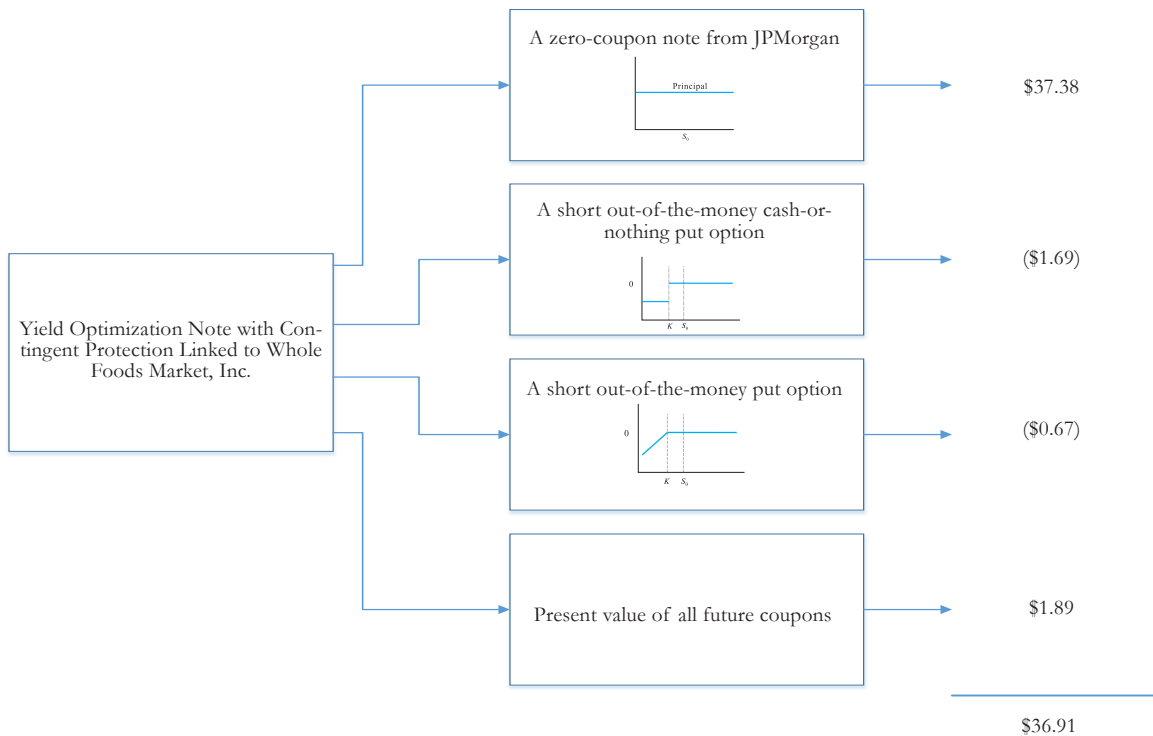 A zero-coupon note from JPMorgan
Principal
S₀
$37.38
A short out-of-the-money cash-or-
nothing put option
0
K S₀
($1.69)
Yield Optimization Note with Con-
tingent Protection Linked to Whole
Foods Market, Inc.
A short out-of-the-money put option
0
K S₀
($0.67)
Present value of all future coupons
$1.89
$36.91